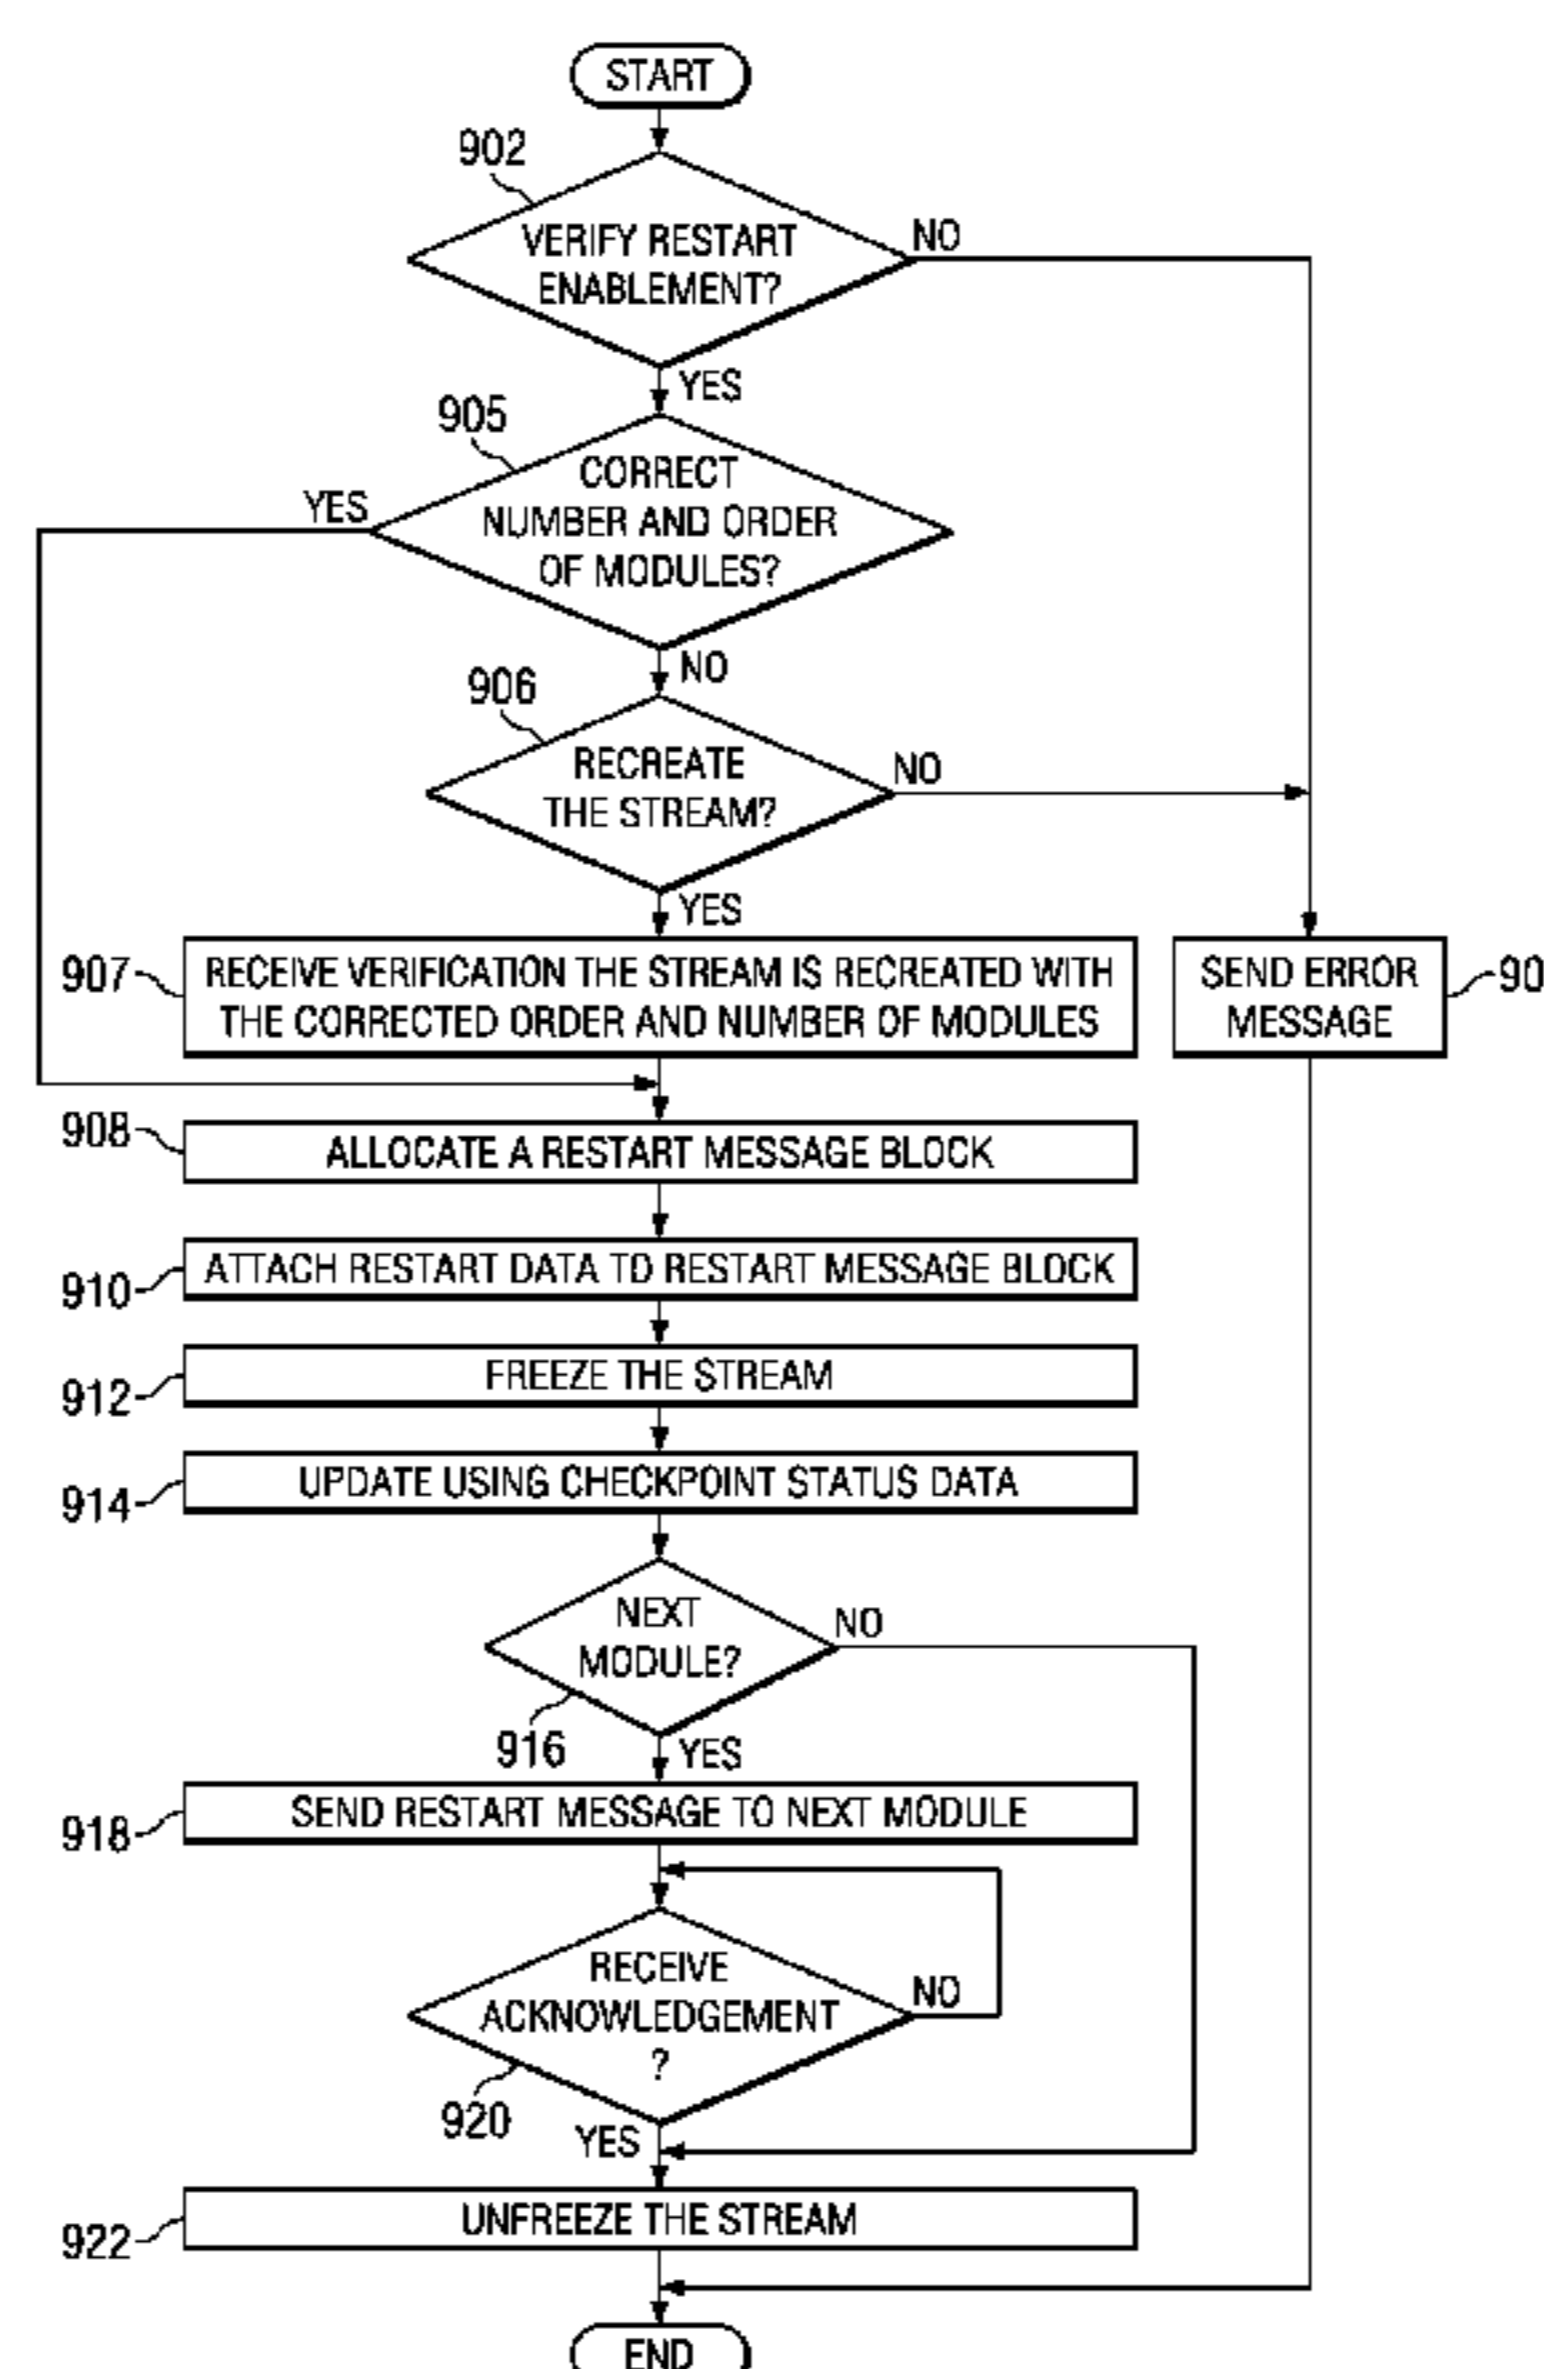 START
902
VERIFY RESTART
ENABLEMENT?
NO
YES
905
CORRECT
NUMBER AND ORDER
OF MODULES?
YES
NO
906
RECREATE
THE STREAM?
NO
YES
907
RECEIVE VERIFICATION THE STREAM IS RECREATED WITH
THE CORRECTED ORDER AND NUMBER OF MODULES
SEND ERROR
MESSAGE
90
908
ALLOCATE A RESTART MESSAGE BLOCK
910
ATTACH RESTART DATA TO RESTART MESSAGE BLOCK
912
FREEZE THE STREAM
914
UPDATE USING CHECKPOINT STATUS DATA
NEXT
MODULE?
NO
916
YES
918
SEND RESTART MESSAGE TO NEXT MODULE
RECEIVE
ACKNOWLEDGEMENT
?
NO
920
YES
922
UNFREEZE THE STREAM
END